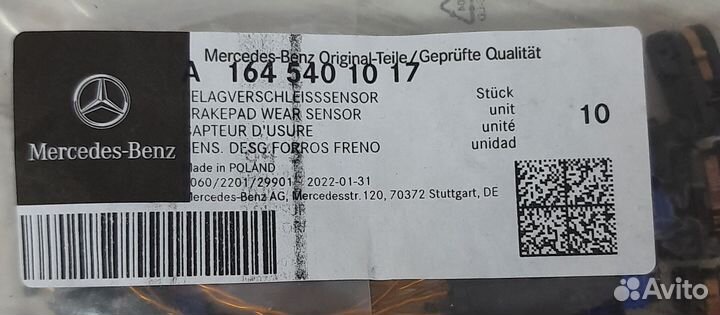 Mercedes-Benz Original-Teile/Geprüfte Qualität
A 164 540 10 17
ELAGVERSCHLEISSSENSOR
RAKEPAD WEAR SENSOR
CAPTEUR D'USURE
SENS. DESG.FORROS FRENO
Stück
unit
unité
unidad
10
Mercedes-Benz
Made in POLAND
060/2201/29901 2022-01-31
Mercedes-Benz AG, Mercedesstr.120, 70372 Stuttgart, DE
Avito